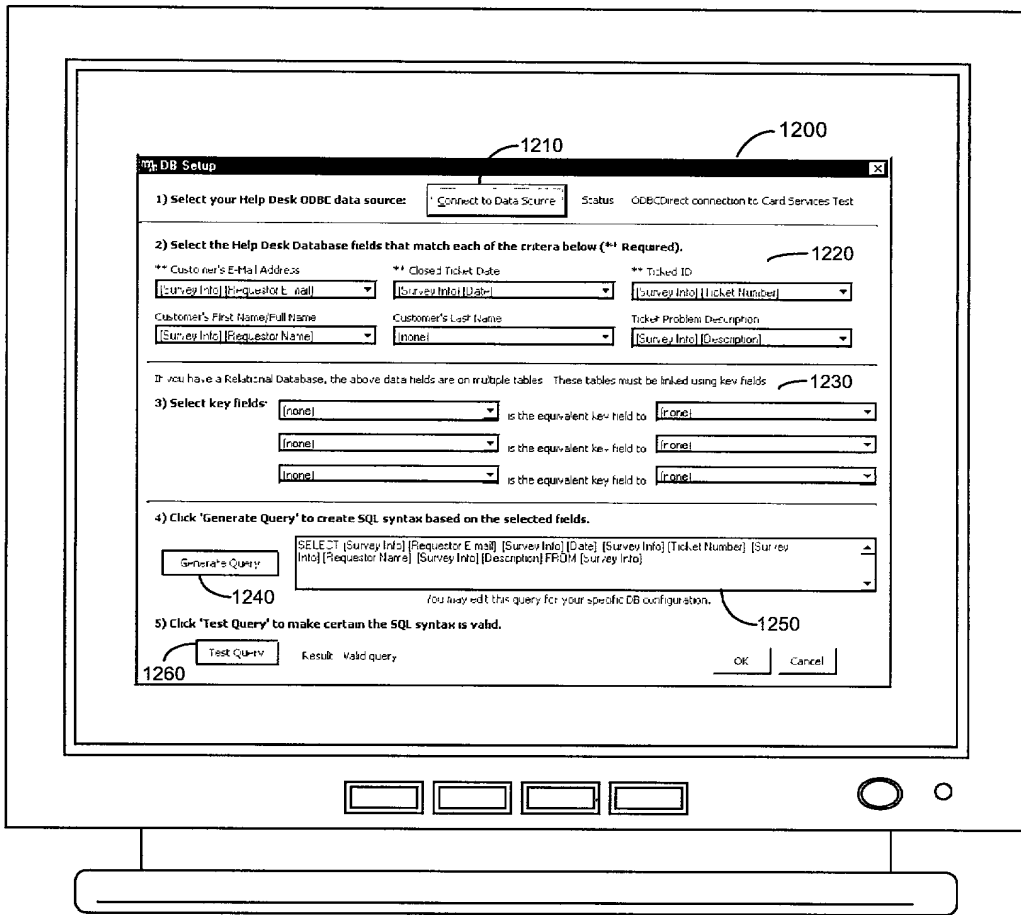 1200
1210
DB Setup
1) Select your Help Desk ODBC data source: Connect to Data Source Status ODBCDirect connection to Card Services Test
2) Select the Help Desk Database fields that match each of the critera below (** Required).
1220
** Customer's E-Mail Address ** Closed Ticket Date ** Ticked ID
[Survey Info] [Requestor E mail] [Survey Info] [Date] [Survey Info] [Ticket Number]
Customer's First Name/Full Name Customer's Last Name Ticket Problem Description
[Survey Info] [Requestor Name] [none] [Survey Info] [Description]
If you have a Relational Database, the above data fields are on multiple tables These tables must be linked using key fields 1230
3) Select key fields: [none] is the equivalent key field to [none]
[none] is the equivalent key field to [none]
[none] is the equivalent key field to [none]
4) Click 'Generate Query' to create SQL syntax based on the selected fields.
Generate Query
SELECT [Survey Info] [Requestor E mail] [Survey Info] [Date] [Survey Info] [Ticket Number] [Survey
Info] [Requestor Name] [Survey Info] [Description] FROM [Survey Info]
1240
You may edit this query for your specific DB configuration.
1250
5) Click 'Test Query' to make certain the SQL syntax is valid.
Test Query Result Valid query OK Cancel
1260